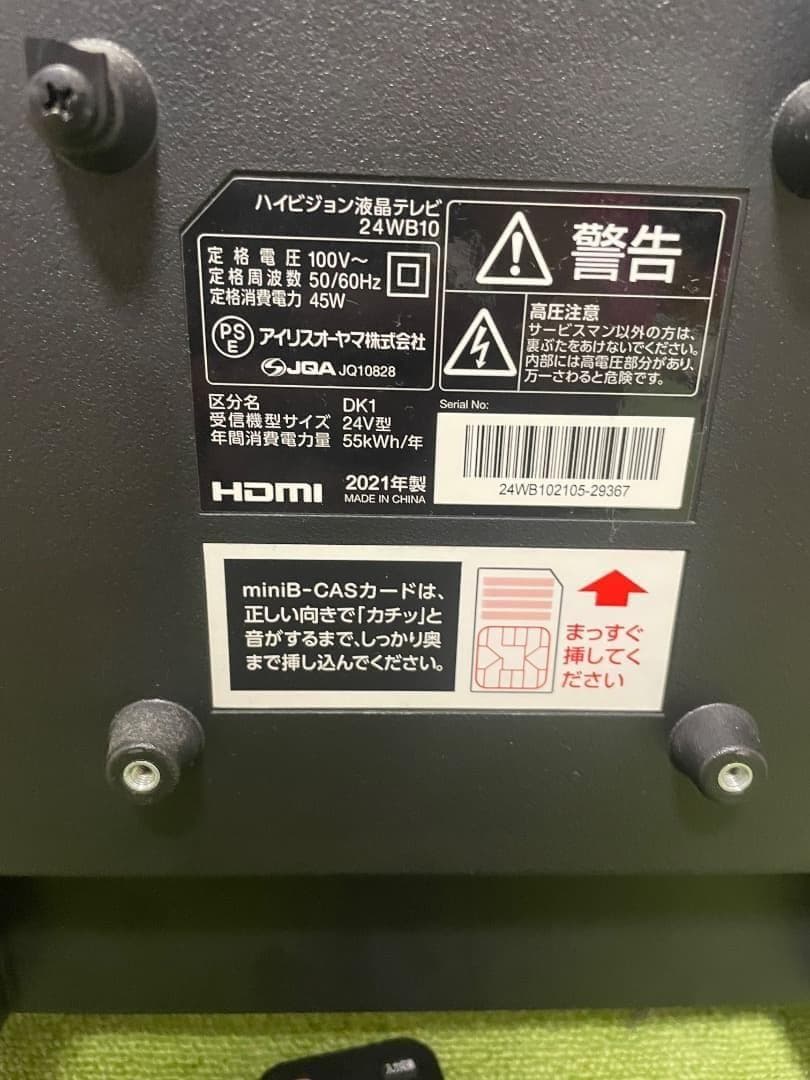 ハイビジョン液晶テレビ
24WB10
定格電圧 100V～
定格周波数 50/60Hz
定格消費電力 45W
PSE
アイリスオーヤマ株式会社
JQA JQ10828
区分名 DK1
受信機型サイズ 24V型
年間消費電力量 55kWh/年
HDMI
2021年製
MADE IN CHINA
警告
高圧注意
サービスマン以外の方は、
裏ぶたをあけないでください。
内部には高電圧部分があり、
万一さわると危険です。
Serial No:
24WB102105-29367
miniB-CASカードは、
正しい向きで「カチッ」と
音がするまで、しっかり奥
まで挿し込んでください。
まっすぐ
挿してく
ださい